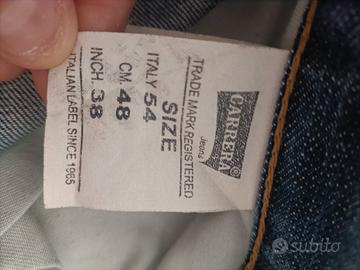 CARRERA
Jeans
TRADE MARK REGISTERED
SIZE
ITALY 54
CM. 48
INCH. 38
ITALIAN LABEL SINCE 1965
subito